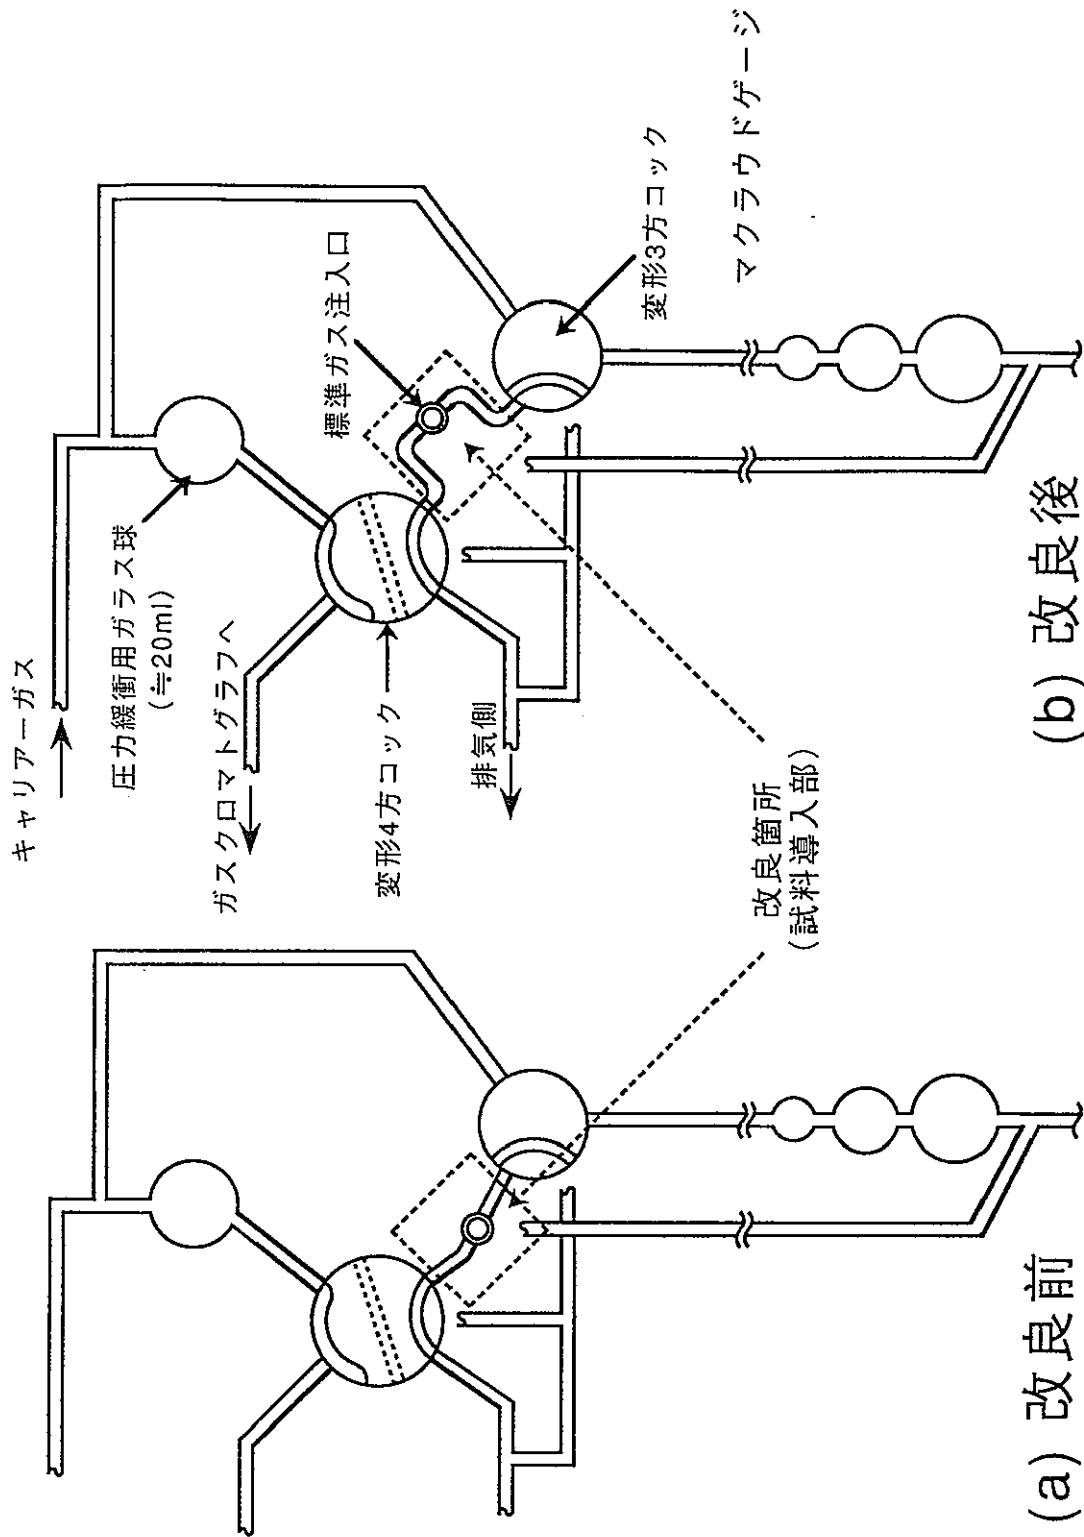 キャリアーガス
圧力緩衝用ガラス球
(≒20ml)
ガスクロマトグラフへ
変形4方コック
排気側
標準ガス注入口
変形3方コック
マクラウドゲージ
改良箇所
(試料導入部)
(a) 改良前
(b) 改良後